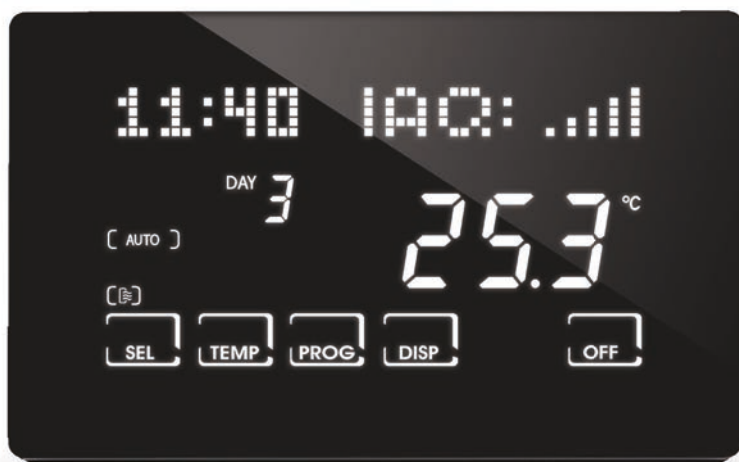 11:40 IAQ:
DAY 3
25.3 °C
[ AUTO ]
SEL TEMP PROG DISP OFF